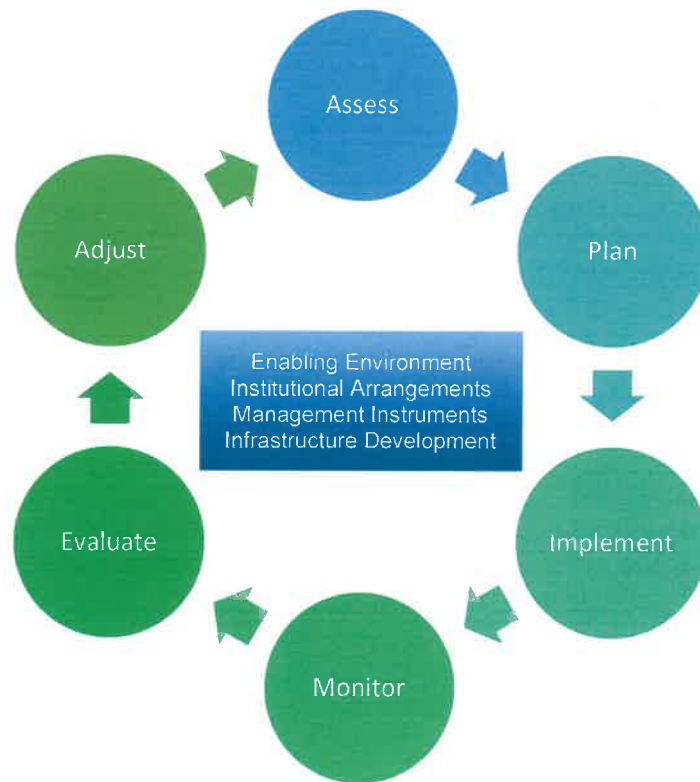 Assess
Plan
Implement
Monitor
Evaluate
Adjust
Enabling Environment
Institutional Arrangements
Management Instruments
Infrastructure Development